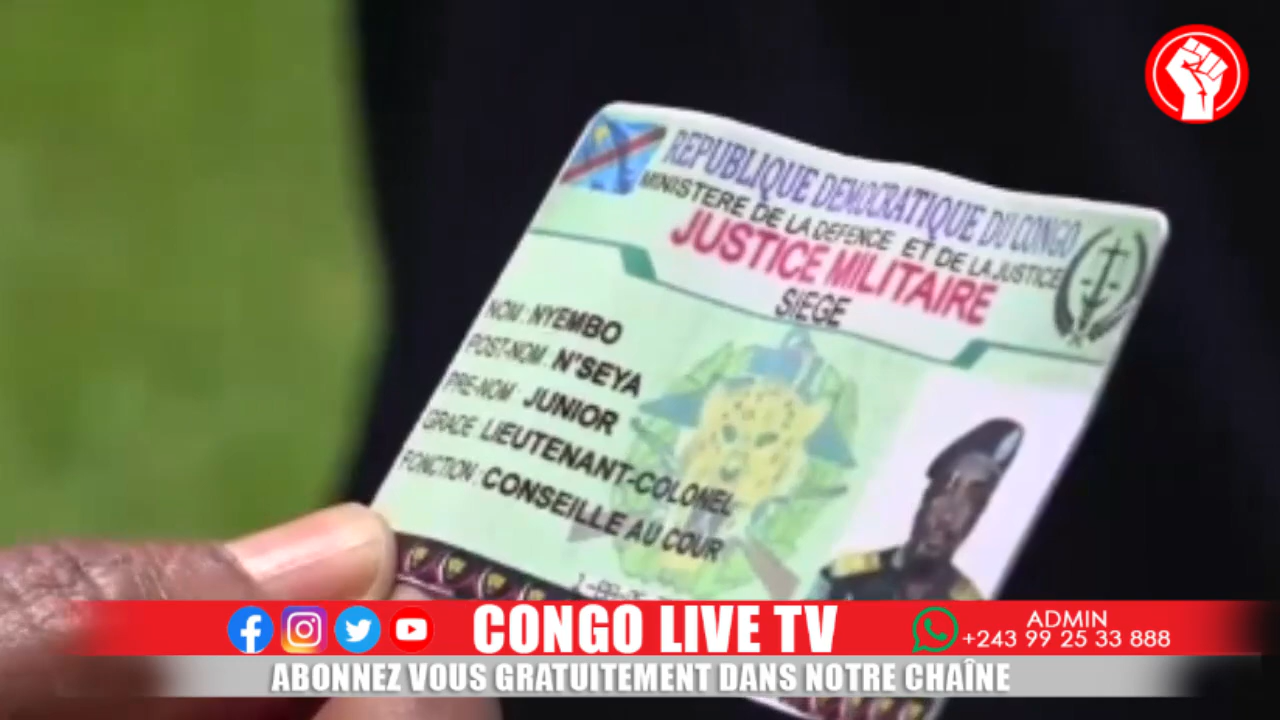 REPUBLIQUE DEMOCRATIQUE DU CONGO
MINISTERE DE LA DEFENCE ET DE LA JUSTICE
JUSTICE MILITAIRE
SIEGE
NOM: NYEMBO
POST-NOM: N'SEYA
PRE-NOM: JUNIOR
GRACE: LIEUTENANT-COLONEL
FONCTION: CONSEILLE AU COUR
CONGO LIVE TV
ADMIN
+243 99 25 33 888
ABONNEZ VOUS GRATUITEMENT DANS NOTRE CHAÎNE